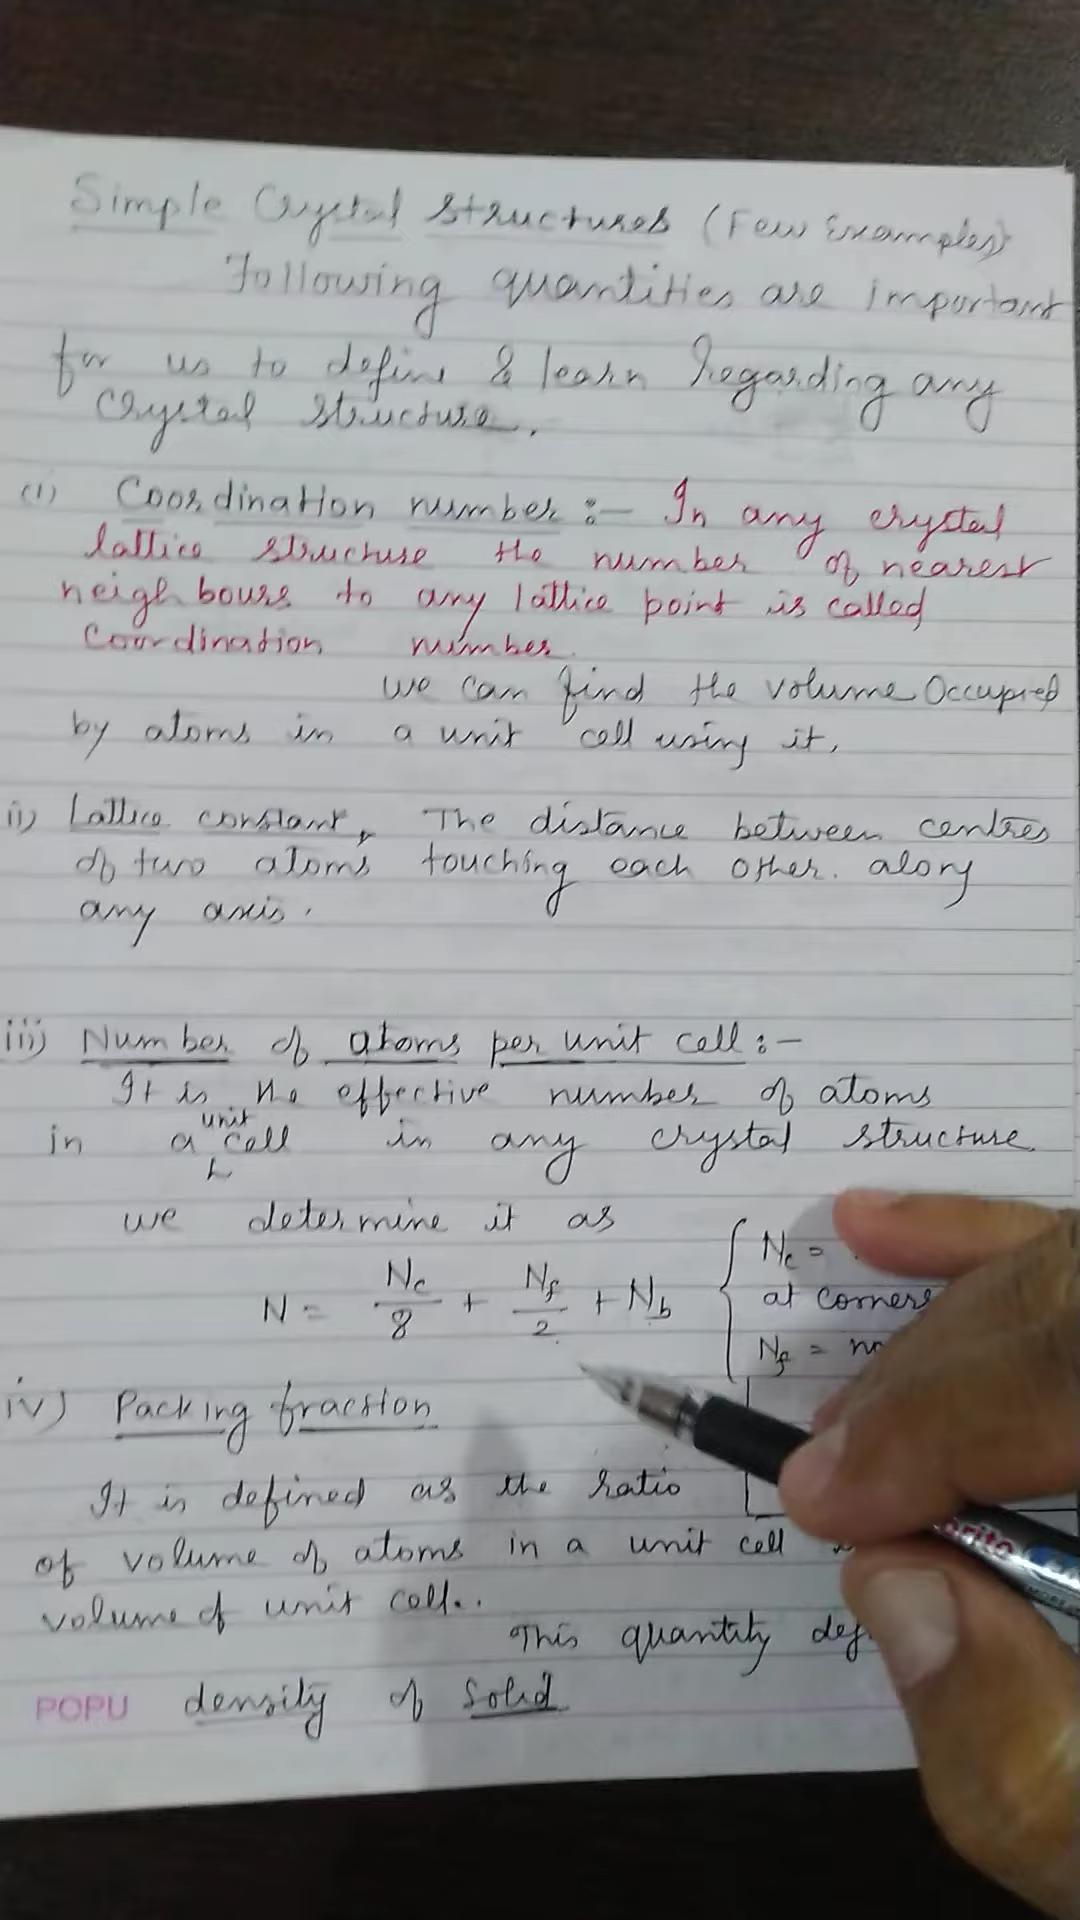 Simple Crystal Structures (Few Examples)
Following quantities are important
for us to define & learn Regarding any
Crystal Structure.
(i) Coordination number :- In any crystal
lattice structure the number of nearest
neighbours to any lattice point is called
Coordination number.
we can find the volume Occupied
by atoms in a unit cell using it.
ii) Lattice constant, The distance between centres
of two atoms touching each other. along
any axis.
iii) Number of atoms per unit cell :-
It is the effective number of atoms
in a unit cell in any crystal structure
we determine it as
N = Nc/8 + Nf/2 + Nb
{ Nc =
at corners
Nf = no
iv) Packing fraction
It is defined as the ratio
of volume of atoms in a unit cell
volume of unit cell..
This quantity def
POPU density of Solid